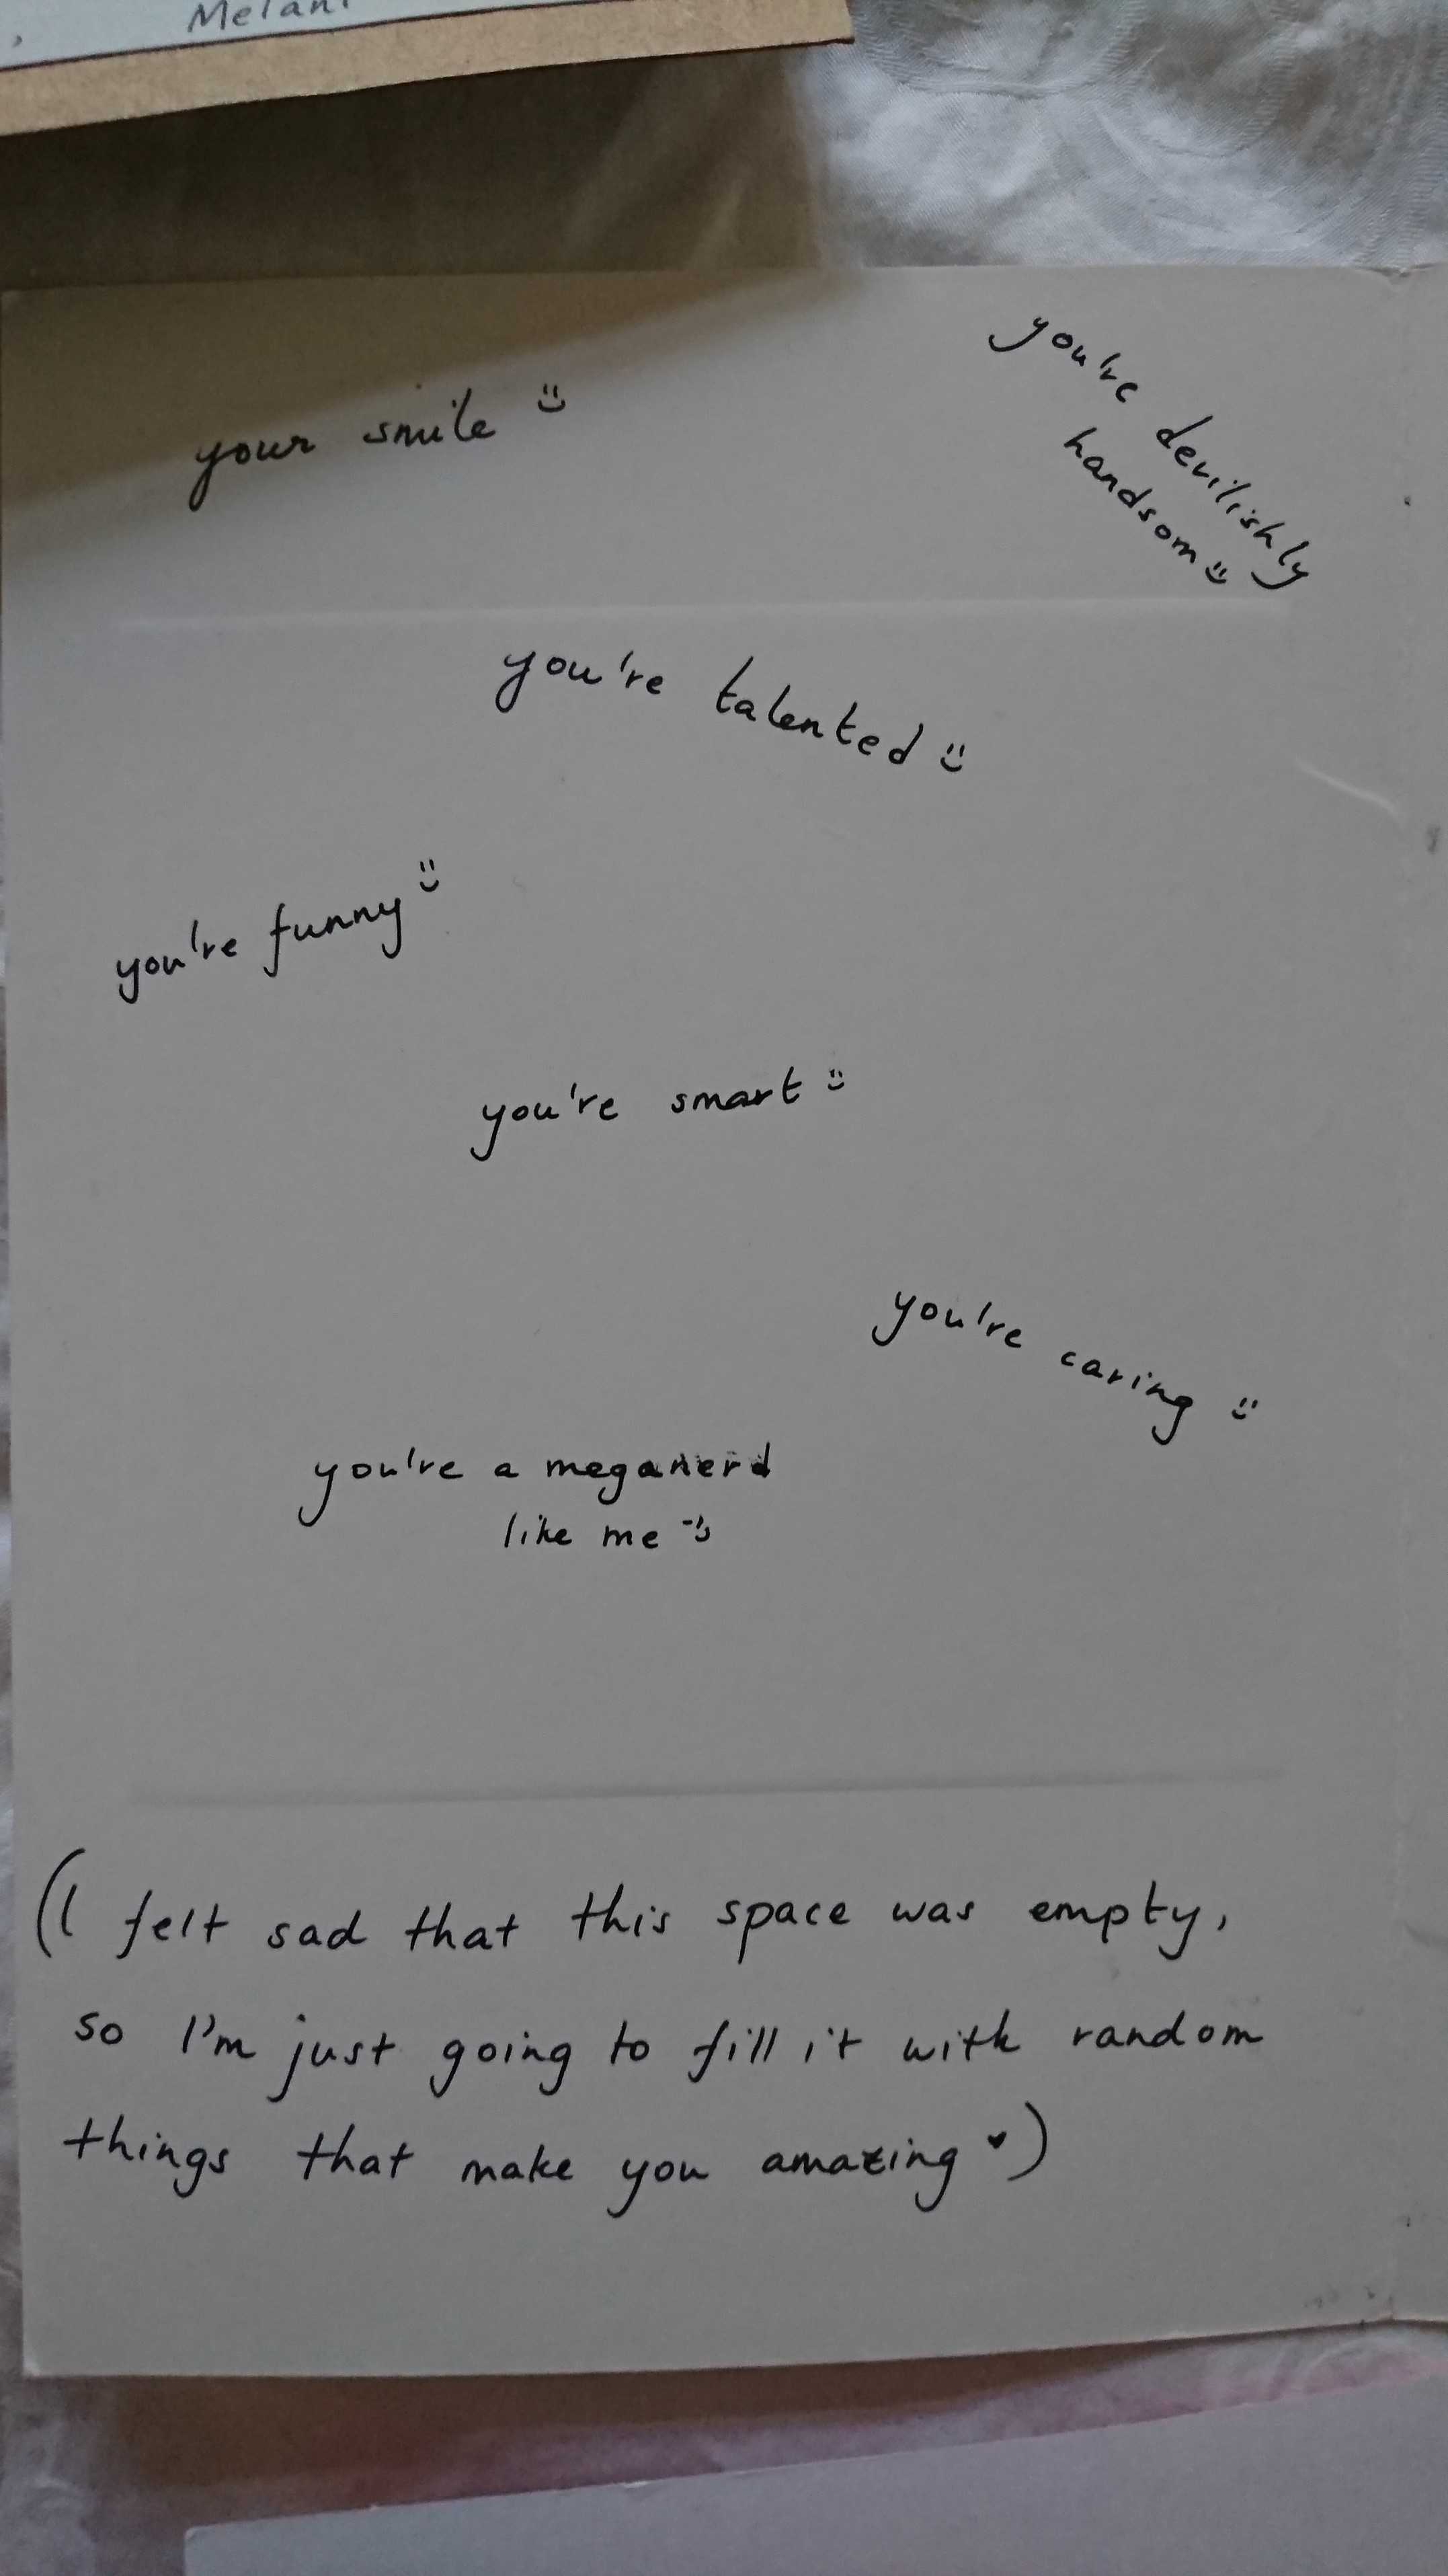 Melani
your smile :)
you're devilishly
handsom :)
you're talented :)
you're funny :)
you're smart :)
you're caring :)
you're a meganerd
like me ;)
(I felt sad that this space was empty,
so I'm just going to fill it with random
things that make you amazing ♥)